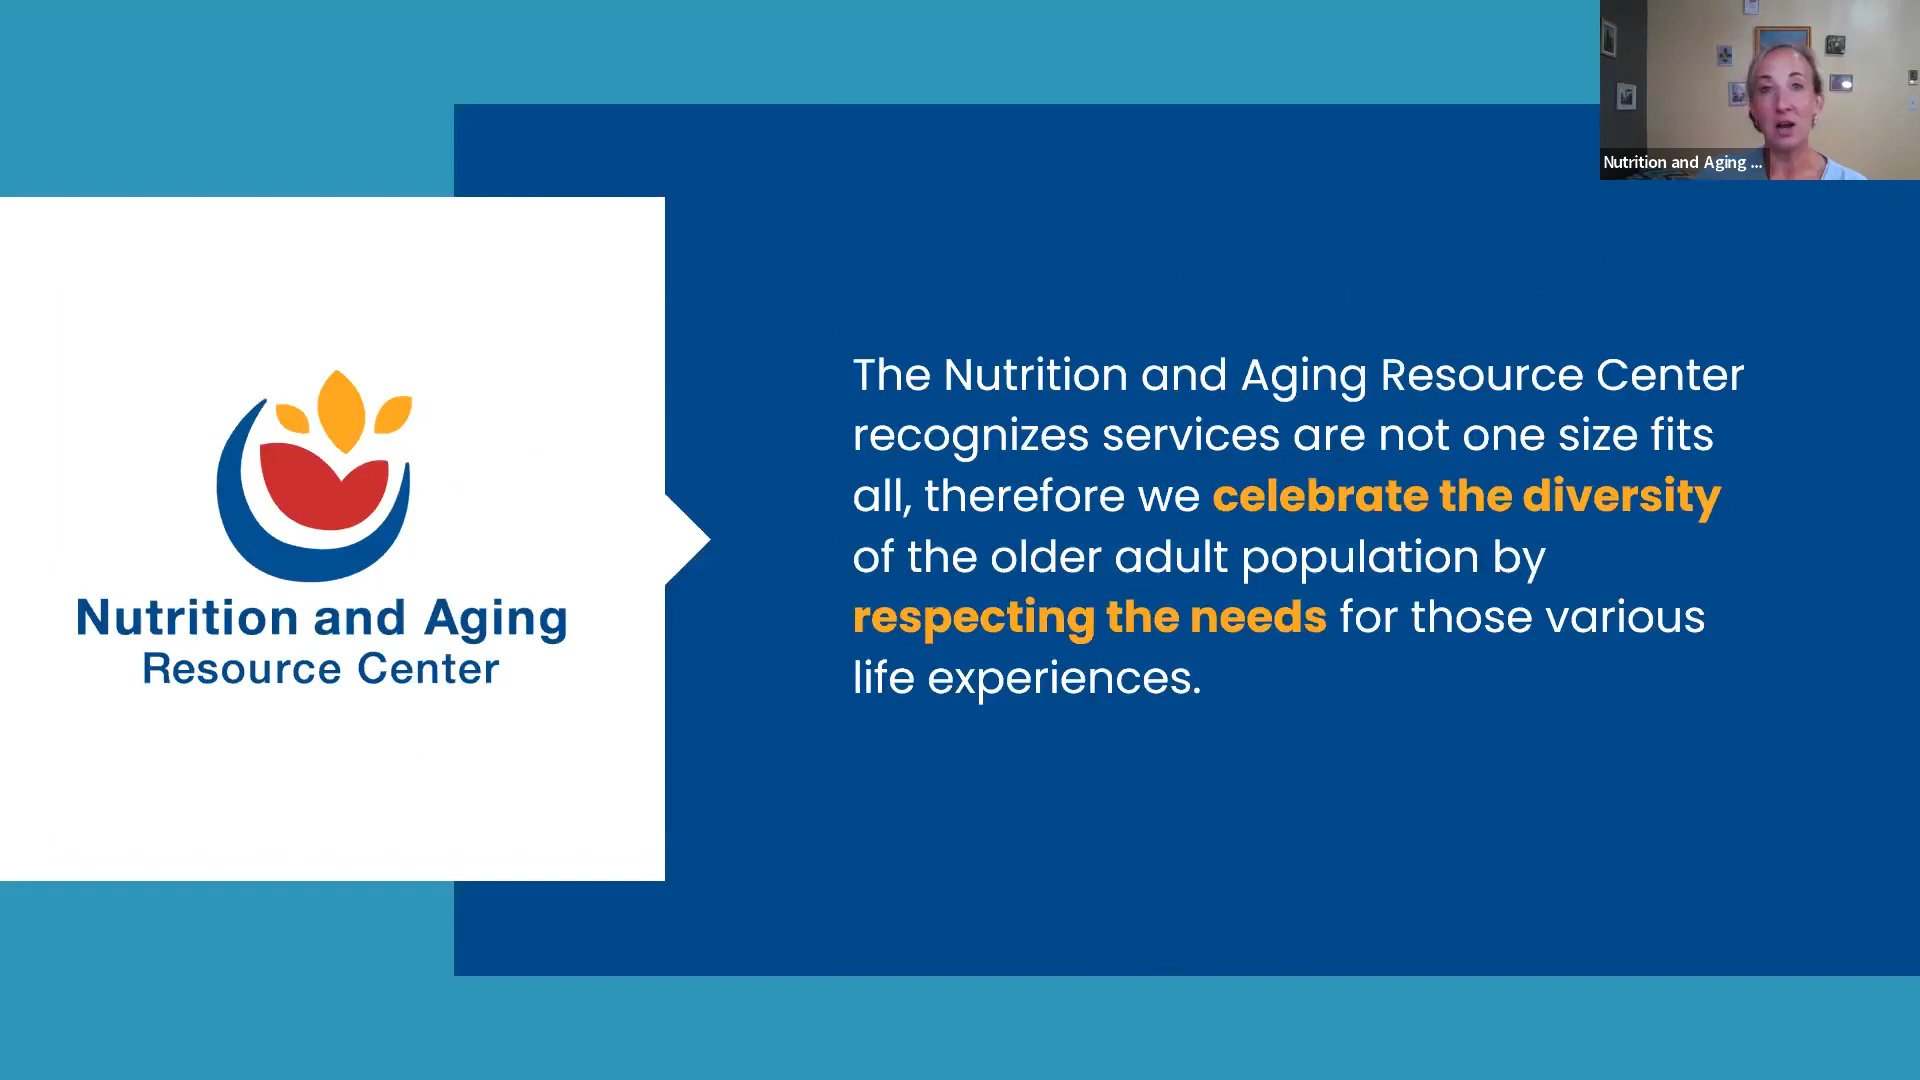 Nutrition and Aging ...
Nutrition and Aging
Resource Center
The Nutrition and Aging Resource Center
recognizes services are not one size fits
all, therefore we celebrate the diversity
of the older adult population by
respecting the needs for those various
life experiences.